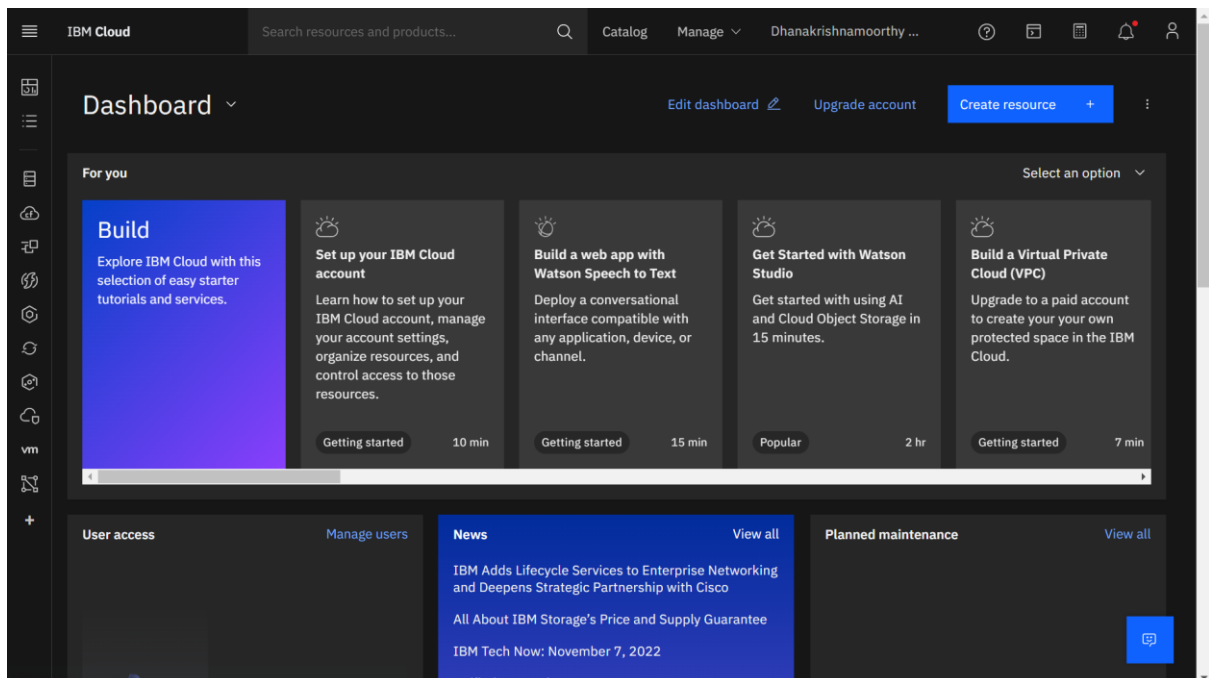 IBM Cloud
Search resources and products...
Catalog
Manage
Dhanakrishnamoorthy ...
Dashboard
Edit dashboard
Upgrade account
Create resource +
For you
Select an option
Build
Explore IBM Cloud with this
selection of easy starter
tutorials and services.
Set up your IBM Cloud
account
Learn how to set up your
IBM Cloud account, manage
your account settings,
organize resources, and
control access to those
resources.
Getting started
10 min
Build a web app with
Watson Speech to Text
Deploy a conversational
interface compatible with
any application, device, or
channel.
Getting started
15 min
Get Started with Watson
Studio
Get started with using AI
and Cloud Object Storage in
15 minutes.
Popular
2 hr
Build a Virtual Private
Cloud (VPC)
Upgrade to a paid account
to create your your own
protected space in the IBM
Cloud.
Getting started
7 min
vm
User access
Manage users
News
View all
IBM Adds Lifecycle Services to Enterprise Networking
and Deepens Strategic Partnership with Cisco
All About IBM Storage's Price and Supply Guarantee
IBM Tech Now: November 7, 2022
Planned maintenance
View all